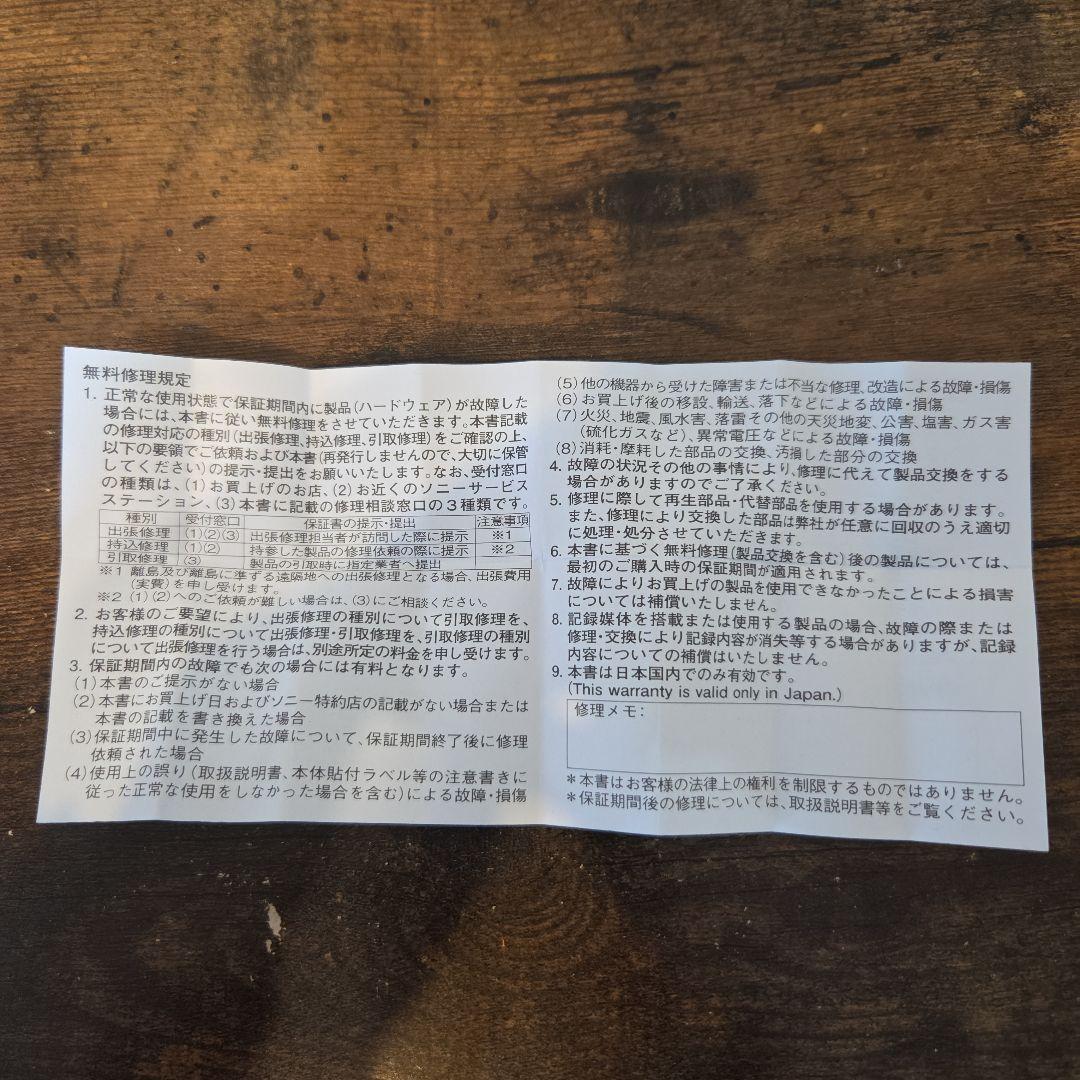 無料修理規定
1. 正常な使用状態で保証期間内に製品(ハードウェア)が故障した
場合には、本書に従い無料修理をさせていただきます。本書記載
の修理対応の種別(出張修理、持込修理、引取修理)をご確認の上、
以下の要領でご依頼および本書(再発行しませんので、大切に保管
してください)の提示・提出をお願いいたします。なお、受付窓口
の種類は、(1)お買上げのお店、(2)お近くのソニーサービス
ステーション、(3)本書に記載の修理相談窓口の3種類です。
種別 受付窓口 保証書の提示・提出 注意事項
出張修理 (1)(2)(3) 出張修理担当者が訪問した際に提示 ※1
持込修理 (1)(2) 持参した製品の修理依頼の際に提示 ※2
引取修理 (3) 製品の引取時に指定業者へ提出
※1 離島及び離島に準ずる遠隔地への出張修理となる場合、出張費用
(実費)を申し受けます。
※2 (1)(2)へのご依頼が難しい場合は、(3)にご相談ください。
2. お客様のご要望により、出張修理の種別について引取修理を、
持込修理の種別について出張修理・引取修理を、引取修理の種別
について出張修理を行う場合は、別途所定の料金を申し受けます。
3. 保証期間内の故障でも次の場合には有料となります。
(1)本書のご提示がない場合
(2)本書にお買上げ日およびソニー特約店の記載がない場合または
本書の記載を書き換えた場合
(3)保証期間中に発生した故障について、保証期間終了後に修理
依頼された場合
(4)使用上の誤り(取扱説明書、本体貼付ラベル等の注意書きに
従った正常な使用をしなかった場合を含む)による故障・損傷
(5)他の機器から受けた障害または不当な修理、改造による故障・損傷
(6)お買上げ後の移設、輸送、落下などによる故障・損傷
(7)火災、地震、風水害、落雷その他の天災地変、公害、塩害、ガス害
(硫化ガスなど)、異常電圧などによる故障・損傷
(8)消耗・摩耗した部品の交換、汚損した部分の交換
4. 故障の状況その他の事情により、修理に代えて製品交換をする
場合がありますのでご了承ください。
5. 修理に際して再生部品・代替部品を使用する場合があります。
また、修理により交換した部品は弊社が任意に回収のうえ適切
に処理・処分させていただきます。
6. 本書に基づく無料修理(製品交換を含む)後の製品については、
最初のご購入時の保証期間が適用されます。
7. 故障によりお買上げの製品を使用できなかったことによる損害
については補償いたしません。
8. 記録媒体を搭載または使用する製品の場合、故障の際または
修理・交換により記録内容が消失等する場合がありますが、記録
内容についての補償はいたしません。
9. 本書は日本国内でのみ有効です。
(This warranty is valid only in Japan.)
修理メモ:
*本書はお客様の法律上の権利を制限するものではありません。
*保証期間後の修理については、取扱説明書等をご覧ください。